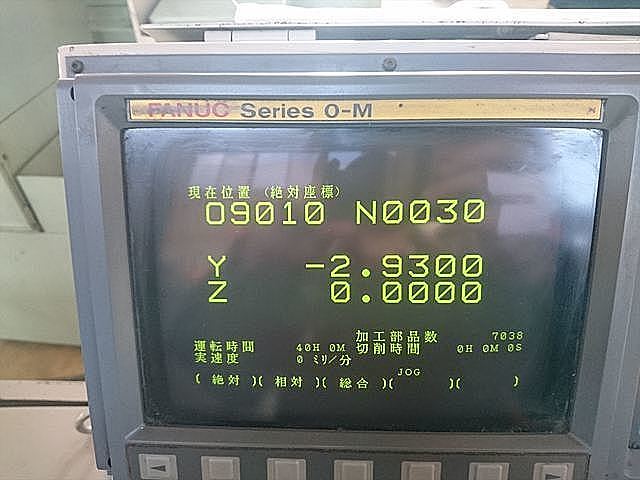 FANUC Series 0-M
現在位置 (絶対座標)
O9010 N0030
Y -2.9300
Z 0.0000
加工部品数 7038
運転時間 40H 0M 切削時間 0H 0M 0S
実速度 0 ミリ/分
JOG
( 絶対 )( 相対 )( 総合 )( )( )